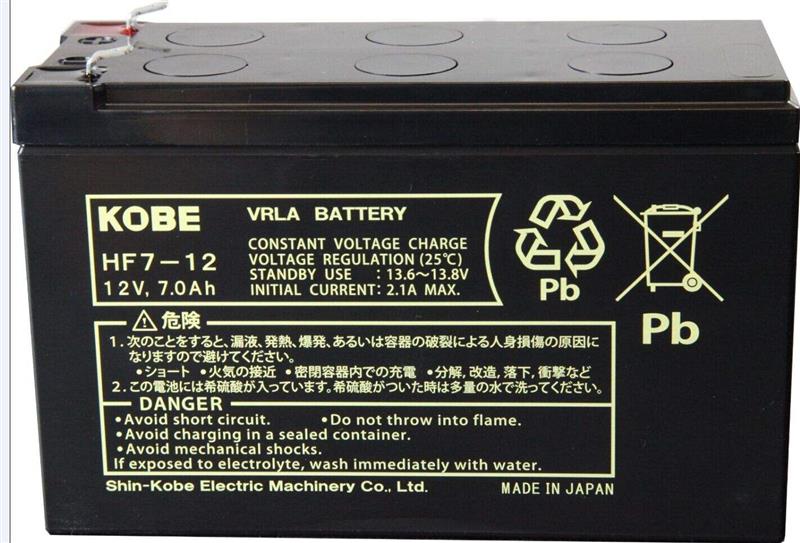 KOBE
VRLA BATTERY
HF7-12
12V, 7.0Ah
CONSTANT VOLTAGE CHARGE
VOLTAGE REGULATION (25℃)
STANDBY USE : 13.6~13.8V
INITIAL CURRENT: 2.1A MAX.
Pb
Pb
⚠危険
1. 次のことをすると、漏液、発熱、爆発、あるいは容器の破裂による人身損傷の原因に
なりますので避けてください。
•ショート •火気の接近 •密閉容器内での充電 •分解, 改造, 落下, 衝撃など
2. この電池には希硫酸が入っています。希硫酸がついた時は多量の水で洗ってください。
DANGER
•Avoid short circuit. •Do not throw into flame.
•Avoid charging in a sealed container.
•Avoid mechanical shocks.
If exposed to electrolyte, wash immediately with water.
Shin-Kobe Electric Machinery Co., Ltd. MADE IN JAPAN